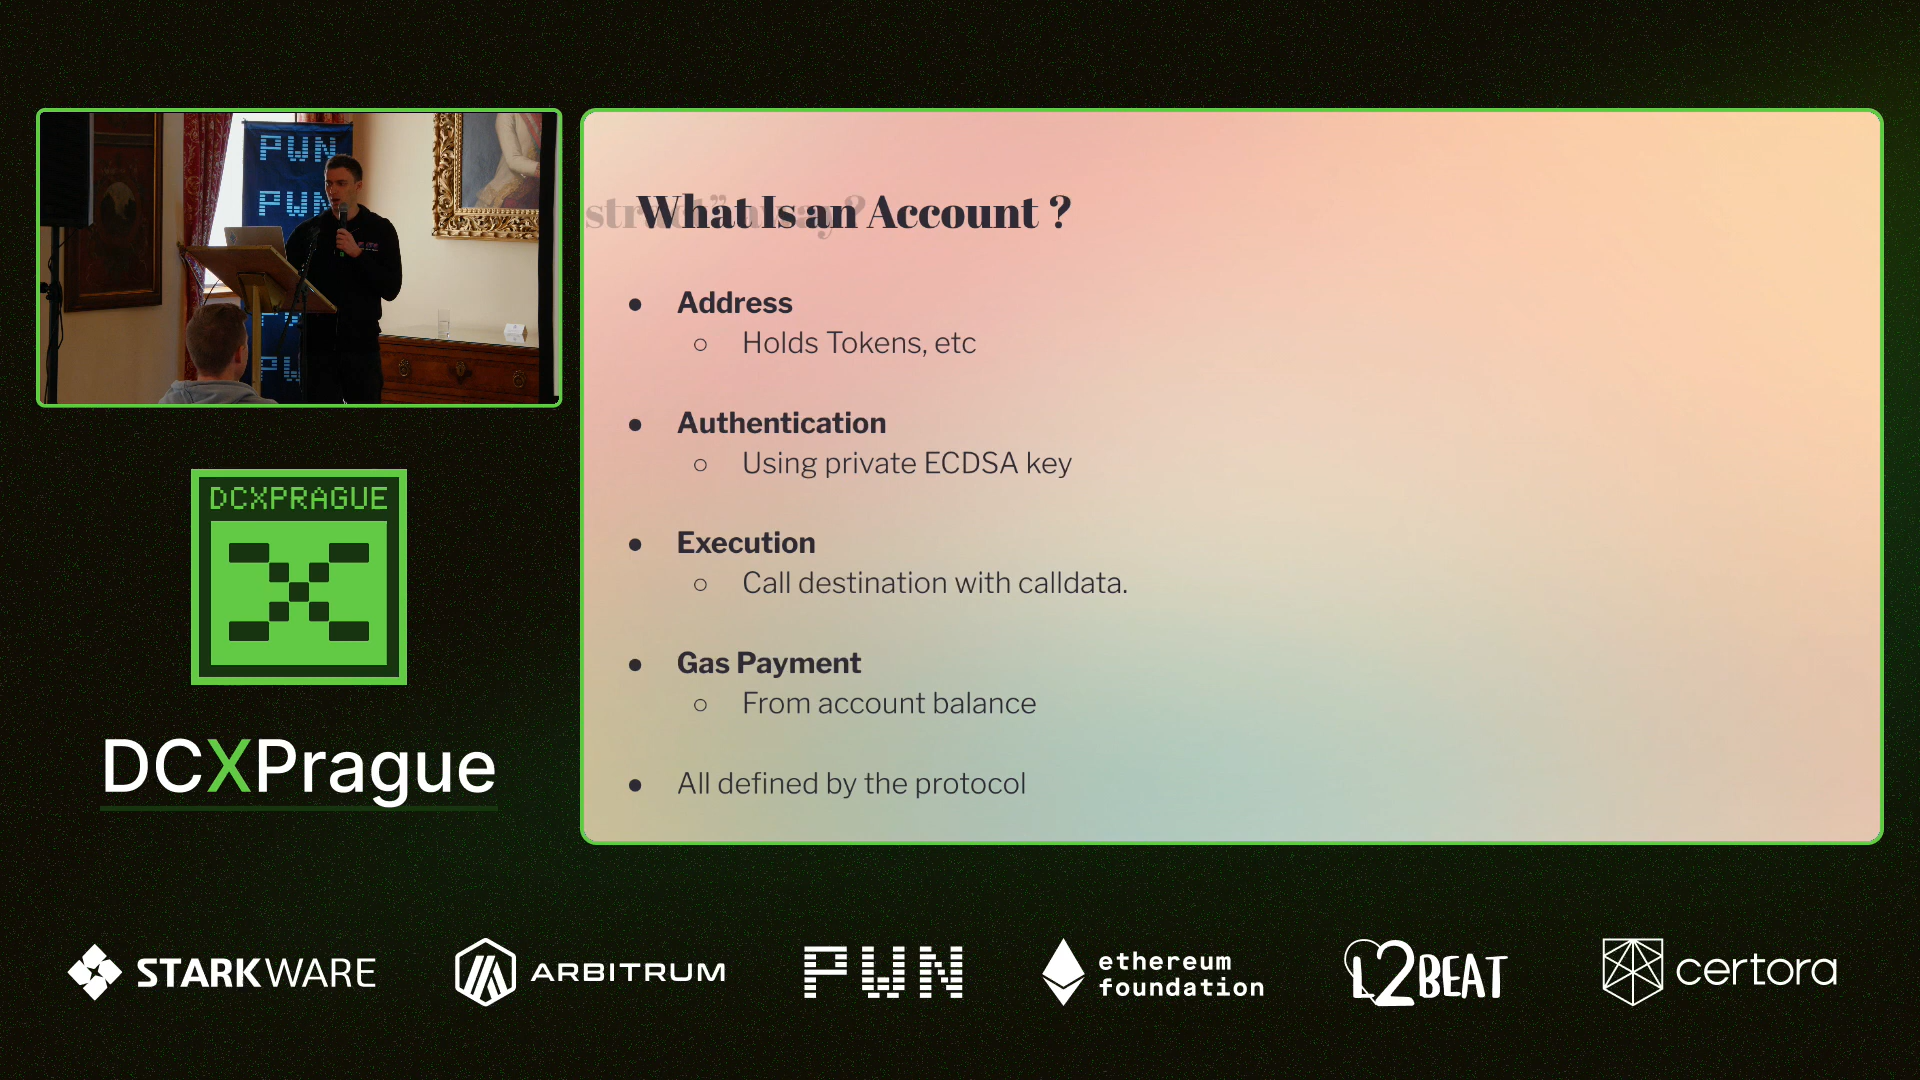 PWN
PWN
DCXPRAGUE
DCXPrague
What Is an Account ?
● Address
○ Holds Tokens, etc
● Authentication
○ Using private ECDSA key
● Execution
○ Call destination with calldata.
● Gas Payment
○ From account balance
● All defined by the protocol
STARKWARE
ARBITRUM
PWN
ethereum
foundation
L2BEAT
certora